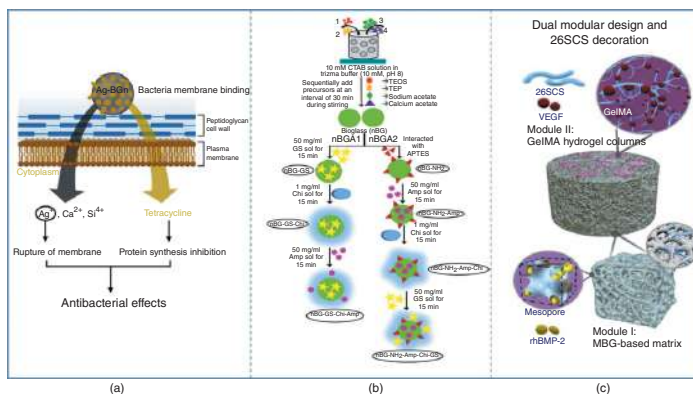 Ag-BGn
Bacteria membrane binding
Peptidoglycan
cell wall
Plasma
membrane
Cytoplasm
Ag, Ca2+, Si4+
Tetracycline
Rupture of membrane
Protein synthesis inhibition
Antibacterial effects
(a)
1
2
3
4
10 mM CTAB solution in
trizma buffer (10 mM, pH 8)
Sequentially add
precursors at an
interval of 30 min
during stirring
TEOS
TEP
Sodium acetate
Calcium acetate
Bioglass (nBG)
nBGA1
nBGA2
50 mg/ml
GS sol for
15 min
Interacted
with
APTES
nBG-GS
nBG-NH2
1 mg/ml
Chi sol for
15 min
50 mg/ml
Amp sol for
15 min
nBG-GS-Chi
nBG-NH2-Amp
1 mg/ml
Chi sol for
15 min
50 mg/ml
Amp sol for
15 min
nBG-NH2-Amp-Chi
nBG-GS-Chi-Amp
50 mg/ml
GS sol for
15 min
nBG-NH2-Amp-Chi-GS
(b)
Dual modular design and
26SCS decoration
26SCS
VEGF
GelMA
Module II:
GelMA hydrogel columns
Mesopore
rhBMP-2
Module I:
MBG-based matrix
(c)